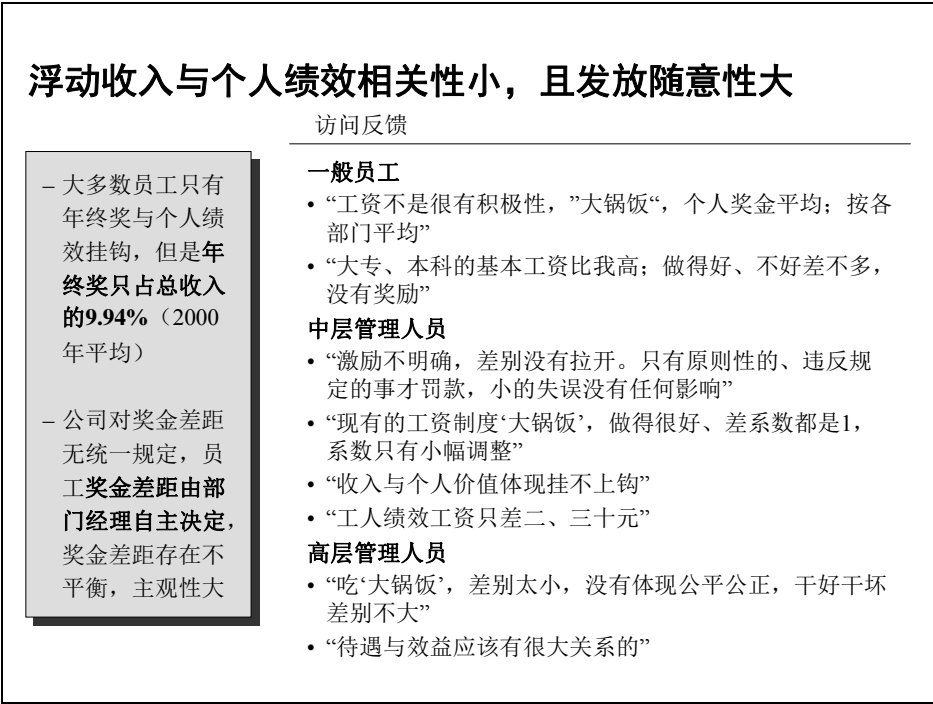 浮动收入与个人绩效相关性小，且发放随意性大
访问反馈
– 大多数员工只有
年终奖与个人绩
效挂钩，但是年
终奖只占总收入
的9.94%（2000
年平均）
– 公司对奖金差距
无统一规定，员
工奖金差距由部
门经理自主决定，
奖金差距存在不
平衡，主观性大
一般员工
• “工资不是很有积极性，”大锅饭“，个人奖金平均；按各
部门平均”
• “大专、本科的基本工资比我高；做得好、不好差不多，
没有奖励”
中层管理人员
• “激励不明确，差别没有拉开。只有原则性的、违反规
定的事才罚款，小的失误没有任何影响”
• “现有的工资制度‘大锅饭’，做得很好、差系数都是1，
系数只有小幅调整”
• “收入与个人价值体现挂不上钩”
• “工人绩效工资只差二、三十元”
高层管理人员
• “吃‘大锅饭’，差别太小，没有体现公平公正，干好干坏
差别不大”
• “待遇与效益应该有很大关系的”